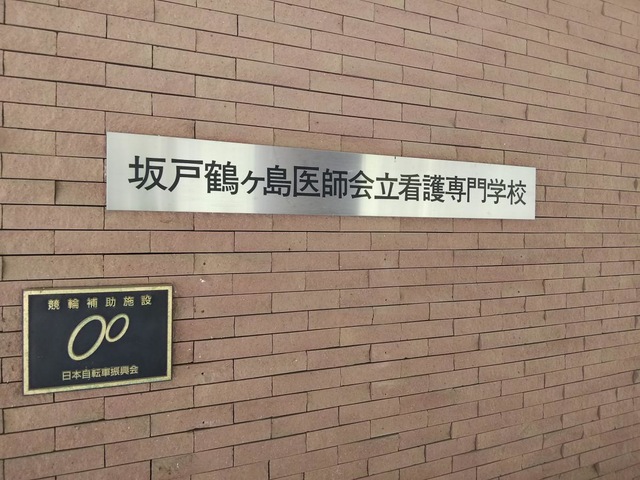 坂戸鶴ヶ島医師会立看護専門学校
競輪補助施設
日本自転車振興会